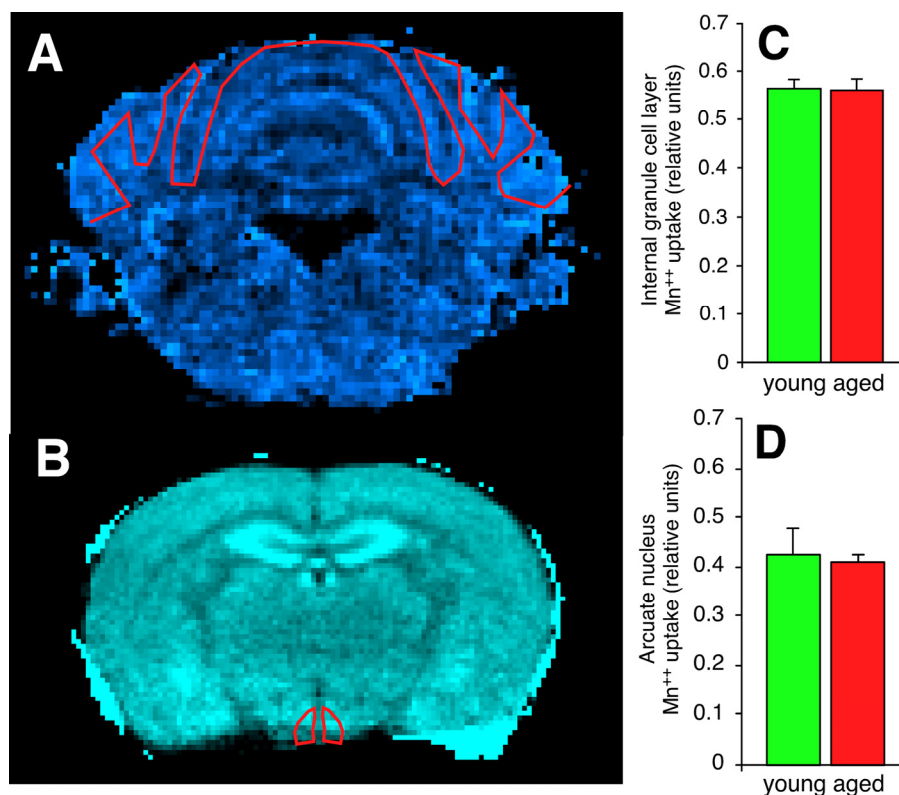 A
B
C
Internal granule cell layer
Mn++ uptake (relative units)
0.7
0.6
0.5
0.4
0.3
0.2
0.1
0
young aged
D
Arcuate nucleus
Mn++ uptake (relative units)
0.7
0.6
0.5
0.4
0.3
0.2
0.1
0
young aged